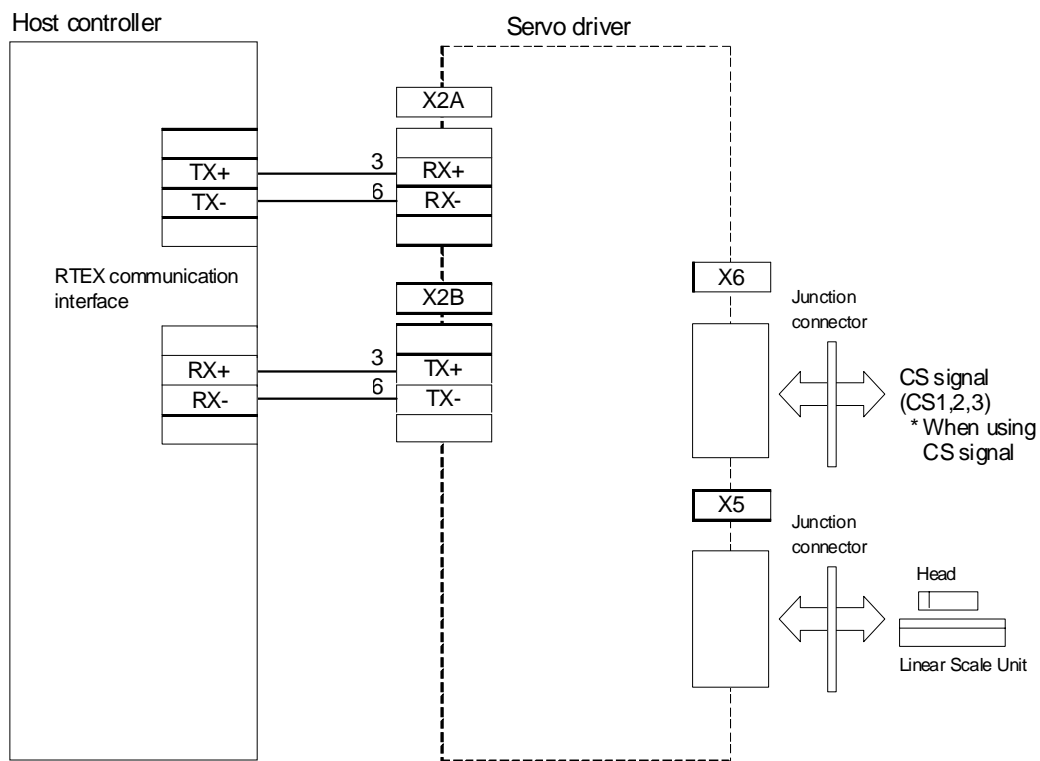 Host controller
Servo driver
X2A
TX+
3
RX+
TX-
6
RX-
RTEX communication
interface
X2B
RX+
3
TX+
RX-
6
TX-
X6
Junction
connector
CS signal
(CS1,2,3)
* When using
CS signal
X5
Junction
connector
Head
Linear Scale Unit